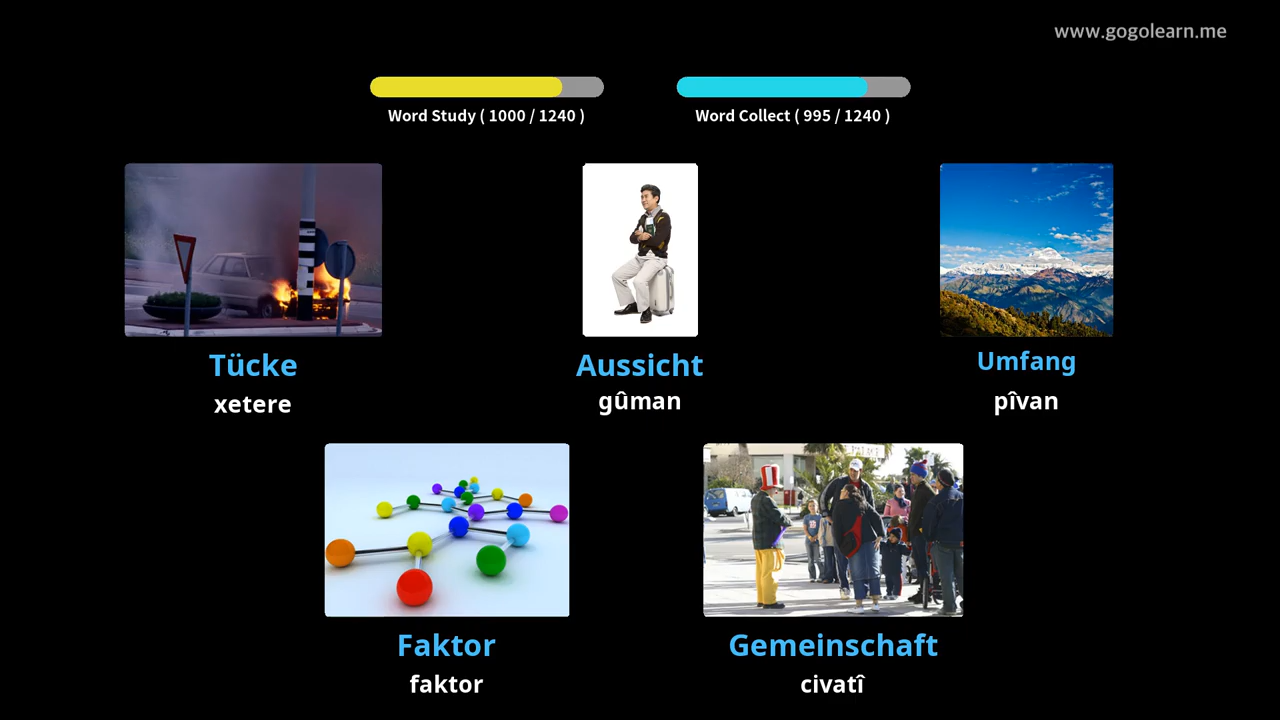 www.gogolearn.me
Word Study ( 1000 / 1240 )
Word Collect ( 995 / 1240 )
Tücke
xetere
Aussicht
gûman
Umfang
pîvan
Faktor
faktor
Gemeinschaft
civatî